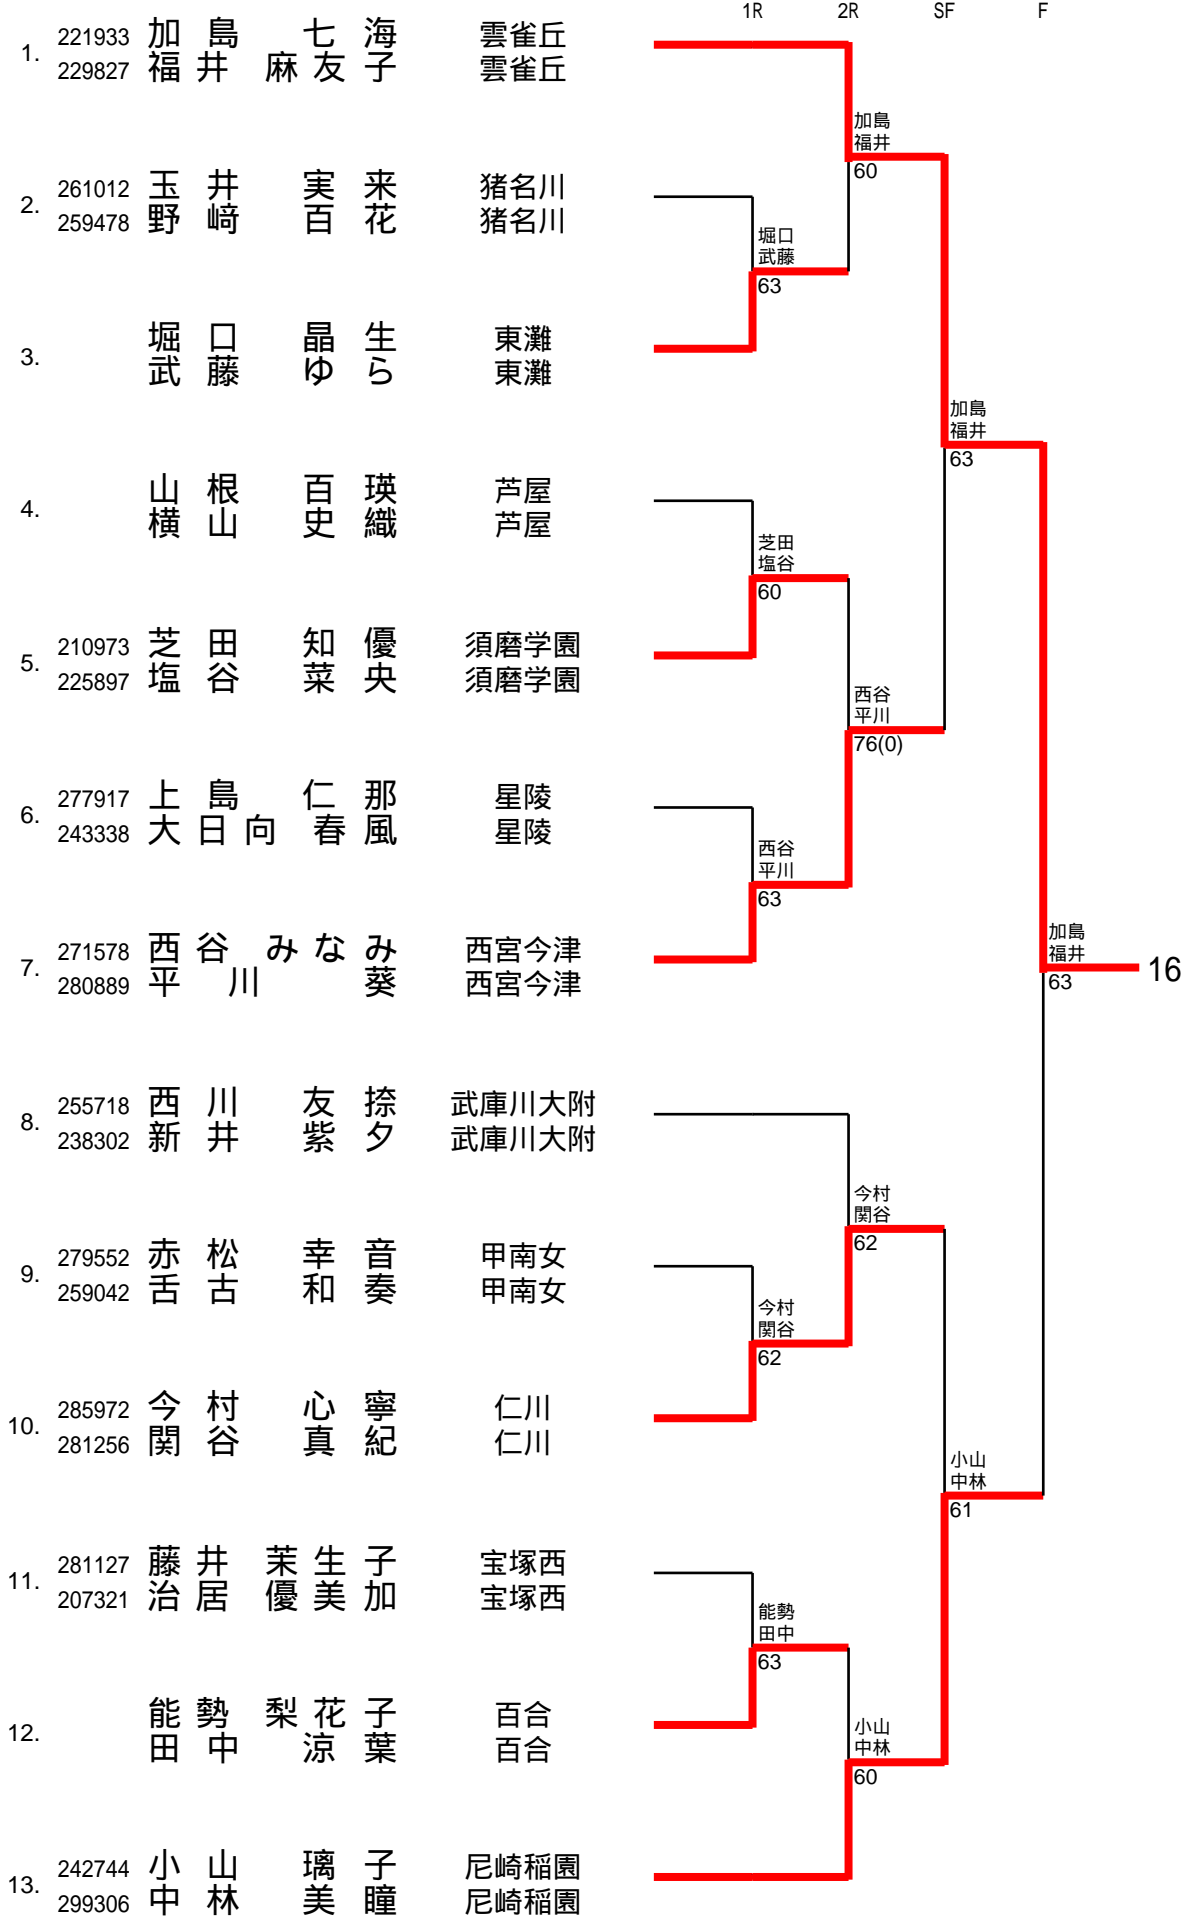 1R 2R SF F
1. 221933 加島 七海 雲雀丘
229827 福井 麻友子 雲雀丘
加島
福井
60
2. 261012 玉井 実来 猪名川
259478 野﨑 百花 猪名川
堀口
武藤
63
3. 堀口 晶生 東灘
武藤 ゆら 東灘
加島
福井
63
4. 山根 百瑛 芦屋
横山 史織 芦屋
芝田
塩谷
60
5. 210973 芝田 知優 須磨学園
225897 塩谷 菜央 須磨学園
西谷
平川
76(0)
6. 277917 上島 仁那 星陵
243338 大日向 春風 星陵
西谷
平川
63
7. 271578 西谷 みなみ 西宮今津
280889 平川 葵 西宮今津
加島
福井
63
16
8. 255718 西川 友捺 武庫川大附
238302 新井 紫夕 武庫川大附
今村
関谷
62
9. 279552 赤松 幸音 甲南女
259042 舌古 和奏 甲南女
今村
関谷
62
10. 285972 今村 心寧 仁川
281256 関谷 真紀 仁川
小山
中林
61
11. 281127 藤井 茉生子 宝塚西
207321 治居 優美加 宝塚西
能勢
田中
63
12. 能勢 梨花子 百合
田中 涼葉 百合
小山
中林
60
13. 242744 小山 璃子 尼崎稲園
299306 中林 美瞳 尼崎稲園